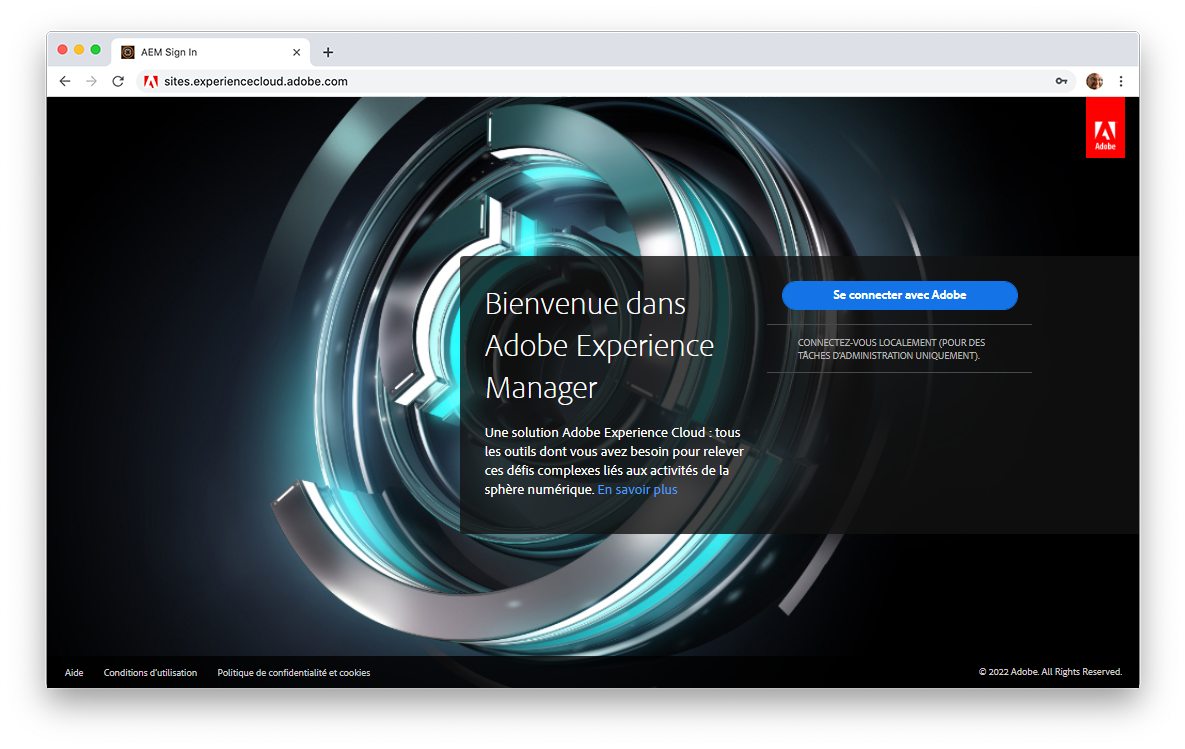 AEM Sign In
sites.experiencecloud.adobe.com
Adobe
Bienvenue dans
Adobe Experience
Manager
Une solution Adobe Experience Cloud : tous
les outils dont vous avez besoin pour relever
ces défis complexes liés aux activités de la
sphère numérique. En savoir plus
Se connecter avec Adobe
CONNECTEZ-VOUS LOCALEMENT (POUR DES
TÂCHES D'ADMINISTRATION UNIQUEMENT).
Aide Conditions d'utilisation Politique de confidentialité et cookies
© 2022 Adobe. All Rights Reserved.